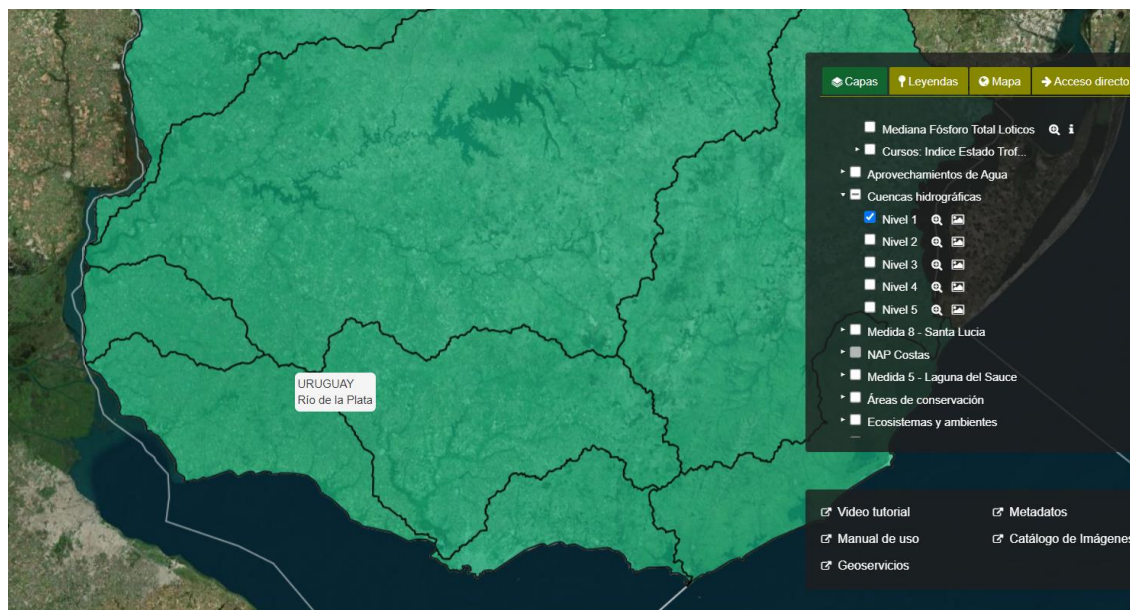 Capas
Leyendas
Mapa
Acceso directo
Mediana Fósforo Total Loticos
Cursos: Indice Estado Trof...
Aprovechamientos de Agua
Cuencas hidrográficas
Nivel 1
Nivel 2
Nivel 3
Nivel 4
Nivel 5
Medida 8 - Santa Lucia
NAP Costas
Medida 5 - Laguna del Sauce
Áreas de conservación
Ecosistemas y ambientes
URUGUAY
Río de la Plata
Video tutorial
Metadatos
Manual de uso
Catálogo de Imágenes
Geoservicios